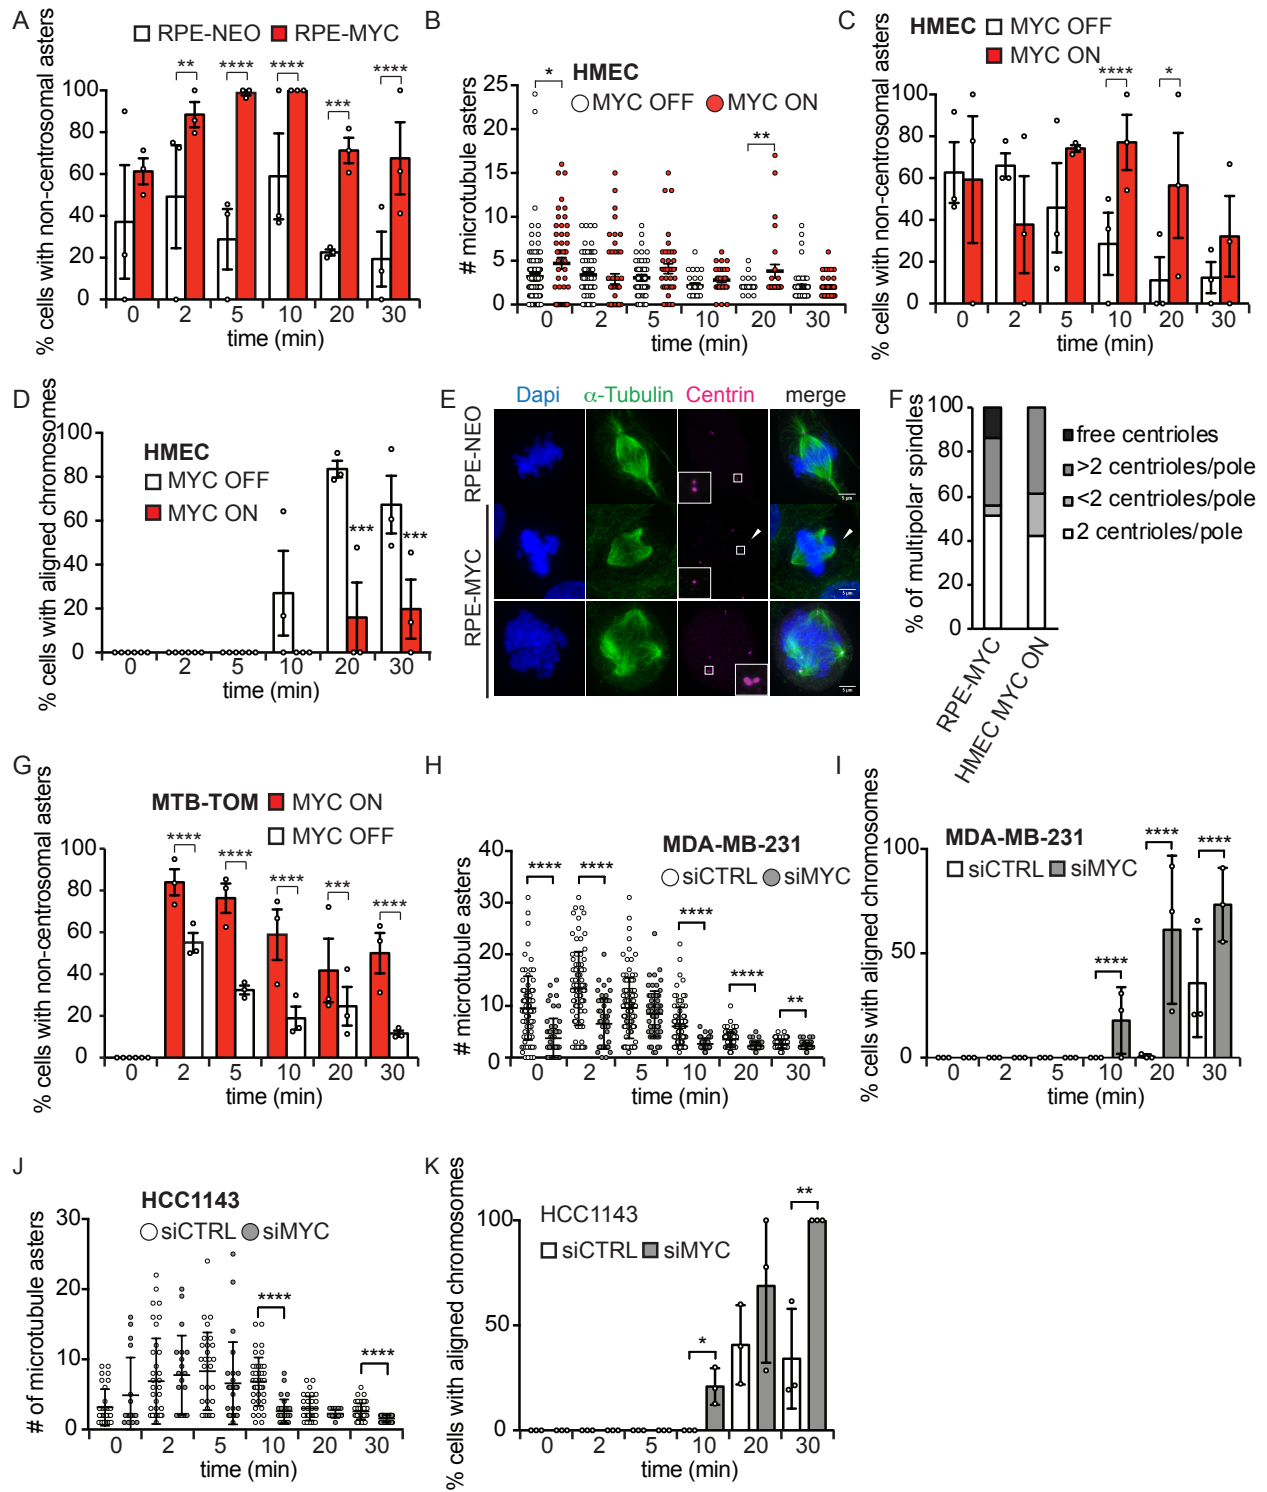 A
RPE-NEO RPE-MYC
% cells with non-centrosomal asters
100
80
60
40
20
0
** **** **** *** ****
0 2 5 10 20 30
time (min)
B
HMEC
MYC OFF MYC ON
# microtubule asters
25
20
15
10
5
0
* **
0 2 5 10 20 30
time (min)
C
HMEC MYC OFF
MYC ON
% cells with non-centrosomal asters
100
80
60
40
20
0
**** *
0 2 5 10 20 30
time (min)
D
HMEC
MYC OFF
MYC ON
% cells with aligned chromosomes
100
80
60
40
20
0
*** ***
0 2 5 10 20 30
time (min)
E
Dapi α-Tubulin Centrin merge
RPE-NEO
RPE-MYC
5 µm
5 µm
5 µm
F
% of multipolar spindles
100
80
60
40
20
0
free centrioles
>2 centrioles/pole
<2 centrioles/pole
2 centrioles/pole
RPE-MYC
HMEC MYC ON
G
MTB-TOM MYC ON
MYC OFF
% cells with non-centrosomal asters
100
80
60
40
20
0
**** **** **** *** ****
0 2 5 10 20 30
time (min)
H
MDA-MB-231
siCTRL siMYC
# microtubule asters
40
30
20
10
0
**** **** **** **** **
0 2 5 10 20 30
time (min)
I
MDA-MB-231
siCTRL siMYC
% cells with aligned chromosomes
100
50
0
**** **** ****
0 2 5 10 20 30
time (min)
J
HCC1143
siCTRL siMYC
# of microtubule asters
30
20
10
0
**** ****
0 2 5 10 20 30
time (min)
K
HCC1143
siCTRL siMYC
% cells with aligned chromosomes
100
50
0
* **
0 2 5 10 20 30
time (min)